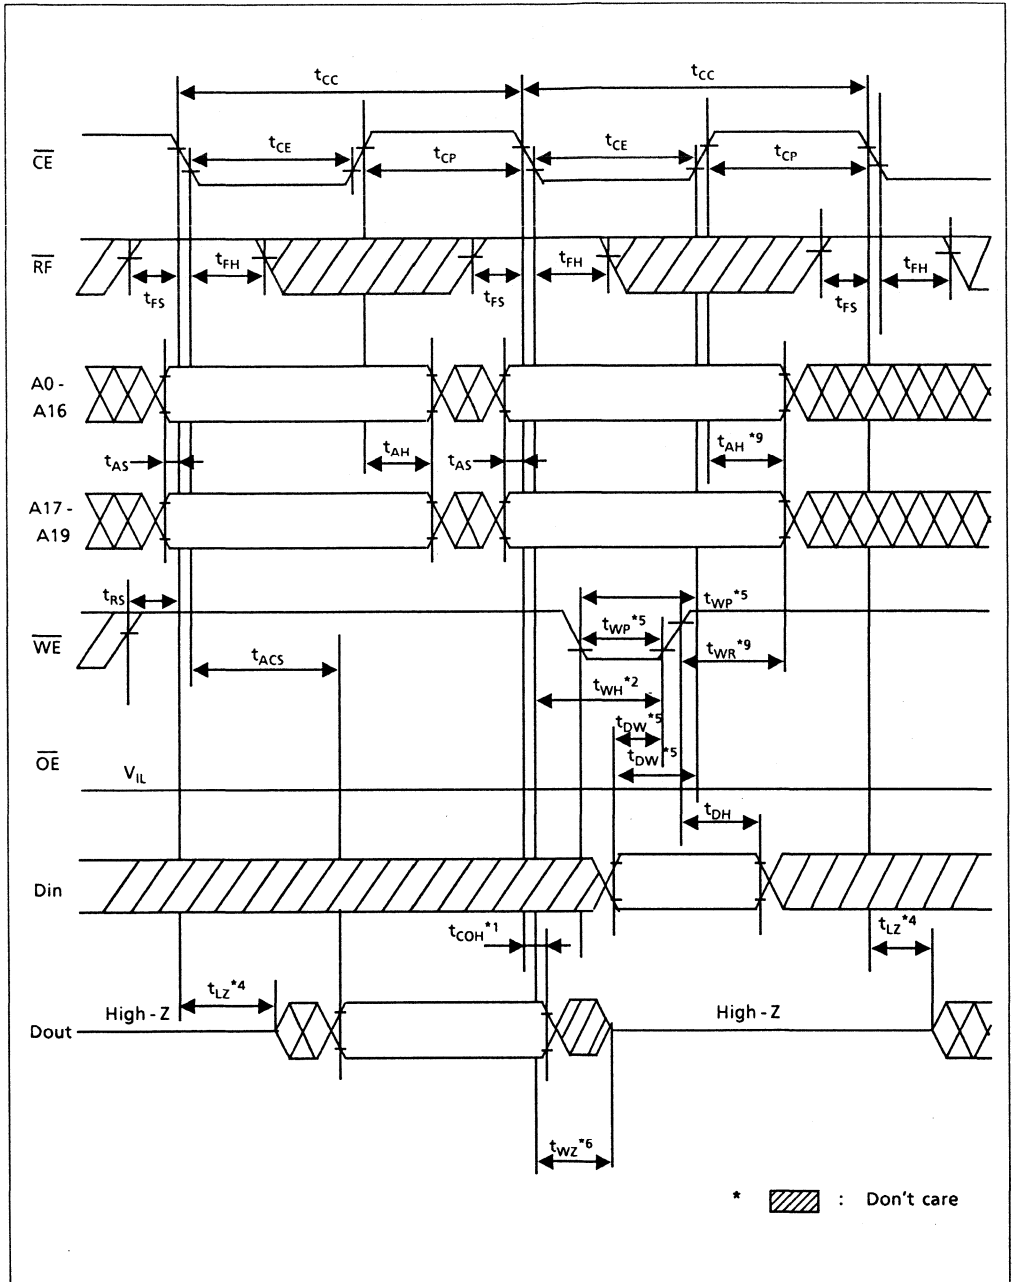 tCC tCC
CE tCE tCP tCE tCP
RF tFS tFH tFS tFH tFS tFH
A0 - A16
tAS tAH tAS tAH*9
A17 - A19
tRS tWP*5
WE tWP*5 tWR*9
tACS tWH*2
tDW*5
OE tDW*5
VIL
tDH
Din
tCOH*1 tLZ*4
tLZ*4
High - Z High - Z
Dout
tWZ*6
* : Don't care